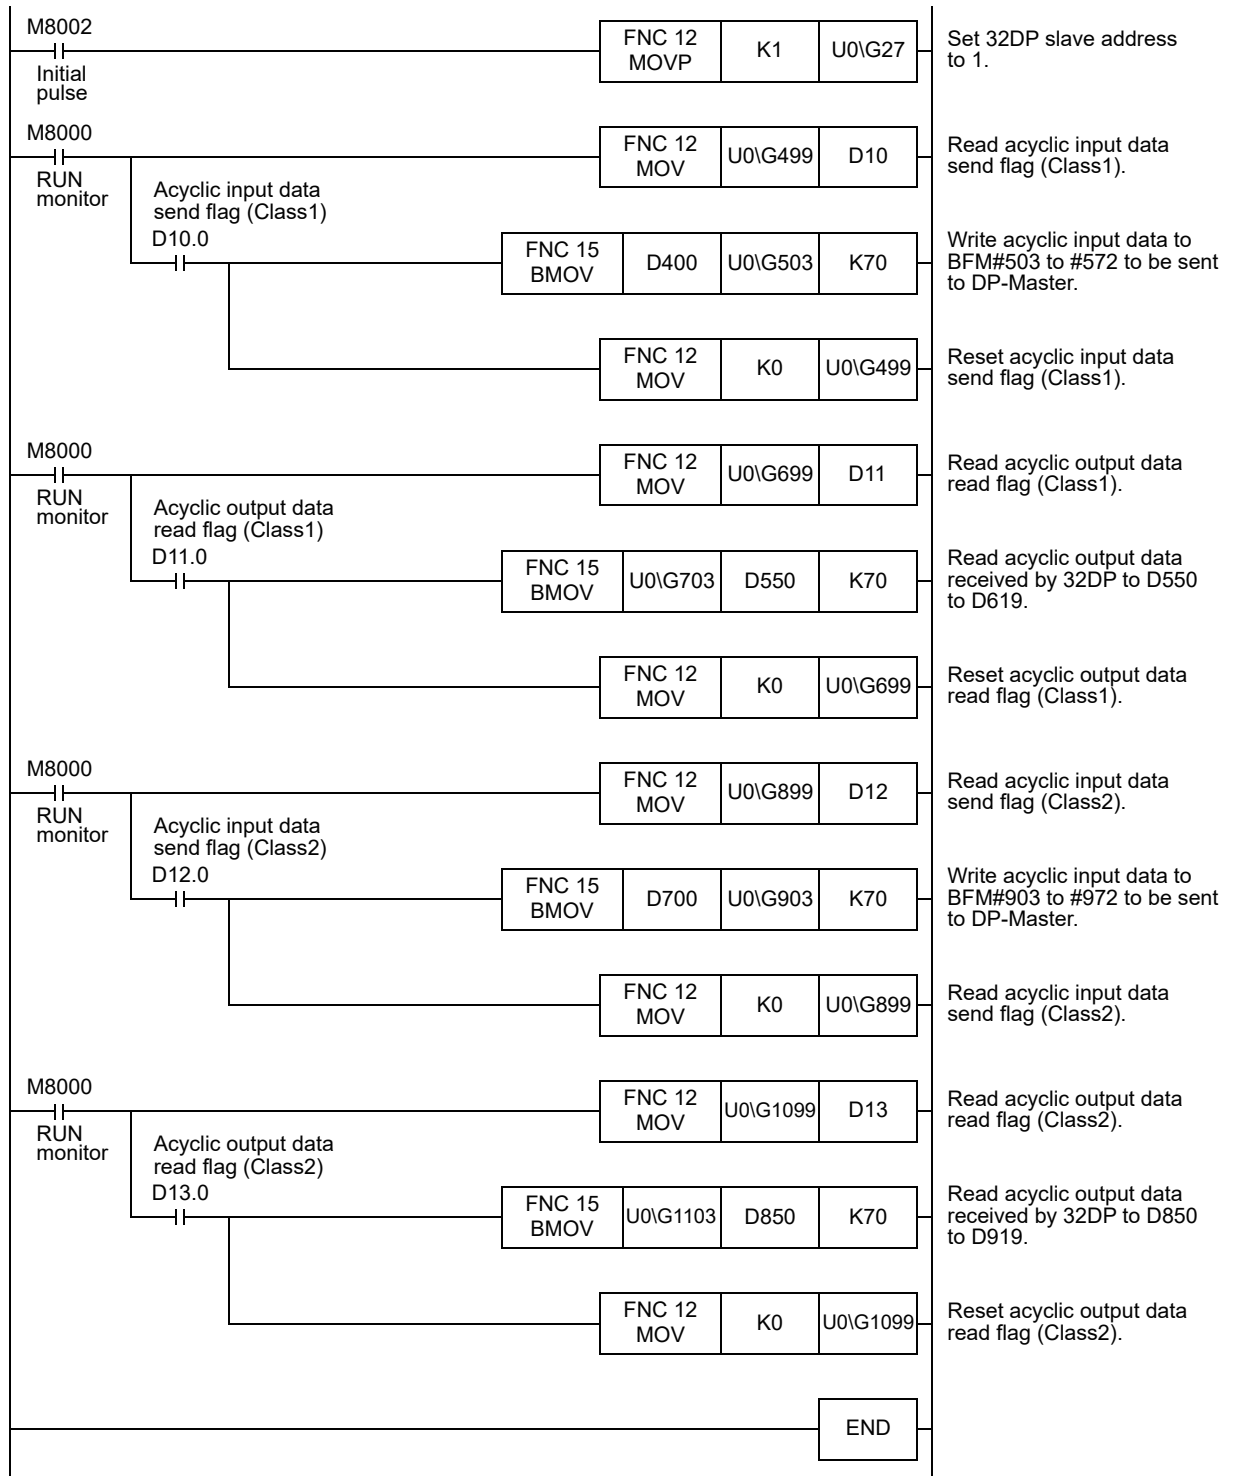 M8002
Initial
pulse
FNC 12
MOVP
K1
U0\G27
Set 32DP slave address
to 1.
M8000
RUN
monitor
FNC 12
MOV
U0\G499
D10
Read acyclic input data
send flag (Class1).
Acyclic input data
send flag (Class1)
D10.0
FNC 15
BMOV
D400
U0\G503
K70
Write acyclic input data to
BFM#503 to #572 to be sent
to DP-Master.
FNC 12
MOV
K0
U0\G499
Reset acyclic input data
send flag (Class1).
M8000
RUN
monitor
FNC 12
MOV
U0\G699
D11
Read acyclic output data
read flag (Class1).
Acyclic output data
read flag (Class1)
D11.0
FNC 15
BMOV
U0\G703
D550
K70
Read acyclic output data
received by 32DP to D550
to D619.
FNC 12
MOV
K0
U0\G699
Reset acyclic output data
read flag (Class1).
M8000
RUN
monitor
FNC 12
MOV
U0\G899
D12
Read acyclic input data
send flag (Class2).
Acyclic input data
send flag (Class2)
D12.0
FNC 15
BMOV
D700
U0\G903
K70
Write acyclic input data to
BFM#903 to #972 to be sent
to DP-Master.
FNC 12
MOV
K0
U0\G899
Read acyclic input data
send flag (Class2).
M8000
RUN
monitor
FNC 12
MOV
U0\G1099
D13
Read acyclic output data
read flag (Class2).
Acyclic output data
read flag (Class2)
D13.0
FNC 15
BMOV
U0\G1103
D850
K70
Read acyclic output data
received by 32DP to D850
to D919.
FNC 12
MOV
K0
U0\G1099
Reset acyclic output data
read flag (Class2).
END